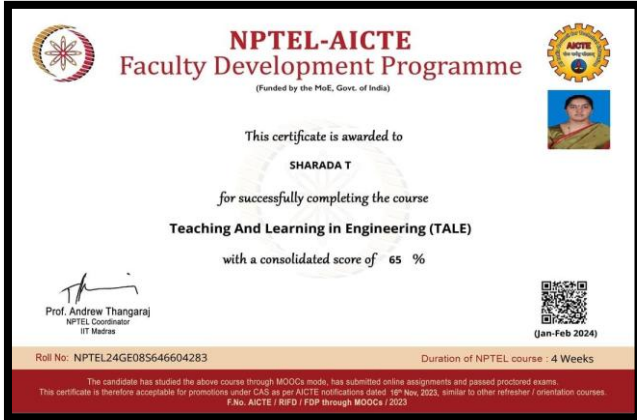 NPTEL-AICTE
Faculty Development Programme
(Funded by the MoE, Govt. of India)
AICTE
This certificate is awarded to
SHARADA T
for successfully completing the course
Teaching And Learning in Engineering (TALE)
with a consolidated score of 65 %
Prof. Andrew Thangaraj
NPTEL Coordinator
IIT Madras
(Jan-Feb 2024)
Roll No: NPTEL24GE08S646604283
Duration of NPTEL course : 4 Weeks
The candidate has studied the above course through MOOCs mode, has submitted online assignments and passed proctored exams.
This certificate is therefore acceptable for promotions under CAS as per AICTE notifications dated 16th Nov, 2023, similar to other refresher / orientation courses.
F.No. AICTE / RIFD / FDP through MOOCs / 2023